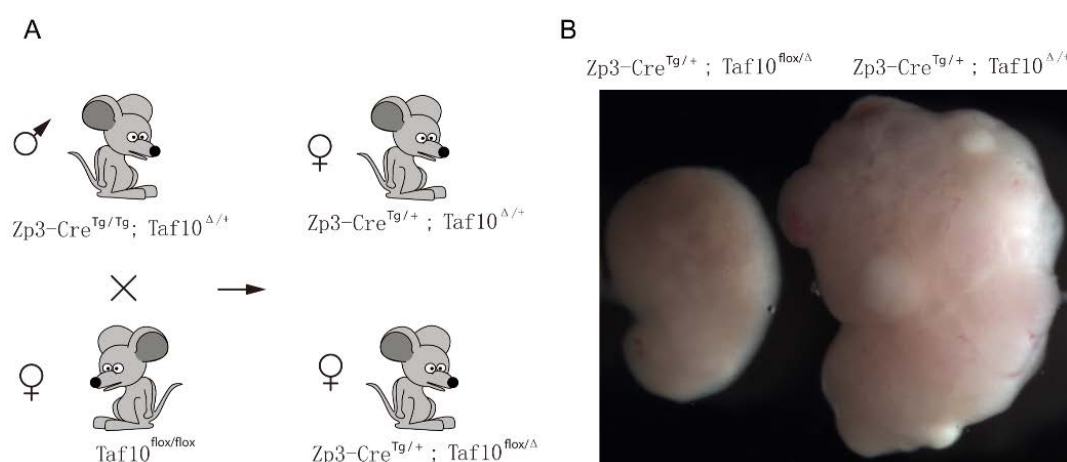 A
B
Zp3-Cre^Tg/+ ; Taf10^flox/Δ
Zp3-Cre^Tg/+ ; Taf10^Δ/+
♂
♀
Zp3-Cre^Tg/Tg; Taf10^Δ/+
Zp3-Cre^Tg/+ ; Taf10^Δ/+
×
♀
♀
Taf10^flox/flox
Zp3-Cre^Tg/+ ; Taf10^flox/Δ